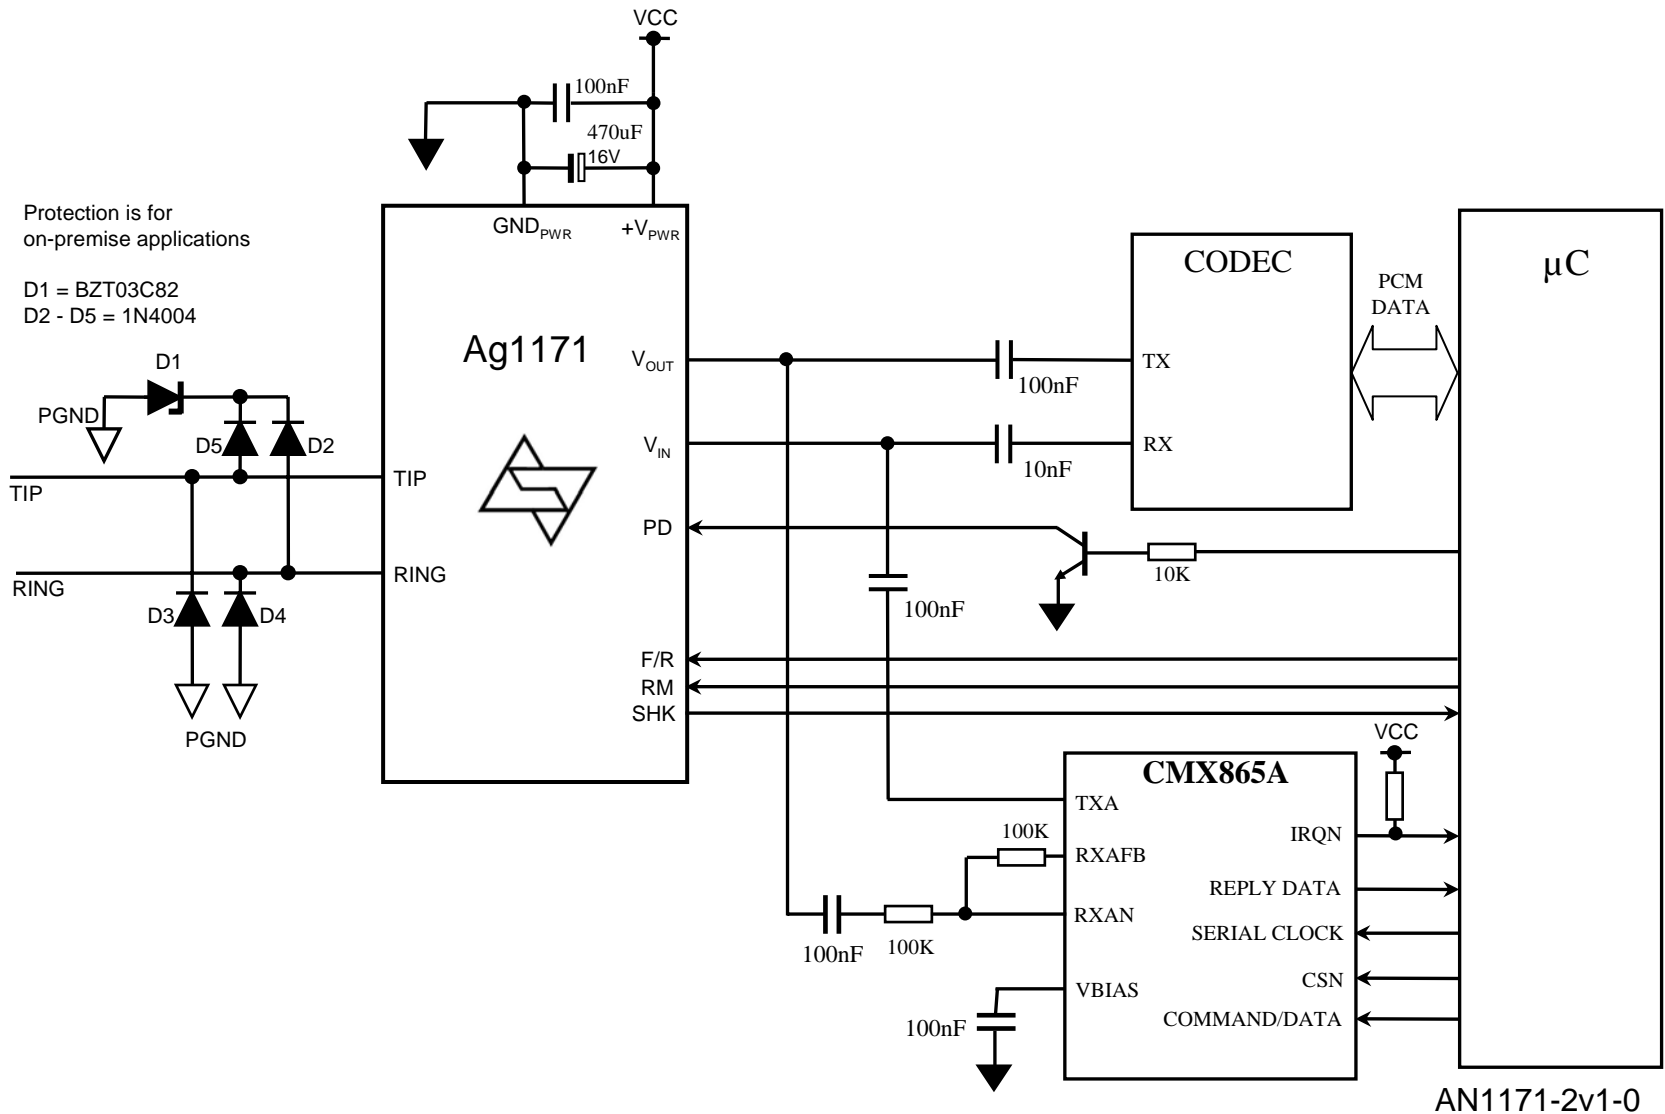 VCC
100nF
470uF
16V
Protection is for
on-premise applications
D1 = BZT03C82
D2 - D5 = 1N4004
GND PWR
+V PWR
Ag1171
V OUT
V IN
PD
F/R
RM
SHK
TIP
RING
D1
PGND
D5
D2
TIP
RING
D3
D4
PGND
CODEC
TX
RX
100nF
10nF
PCM
DATA
µC
10K
100nF
VCC
CMX865A
TXA
RXAFB
RXAN
VBIAS
IRQN
REPLY DATA
SERIAL CLOCK
CSN
COMMAND/DATA
100K
100nF
100K
100nF
AN1171-2v1-0